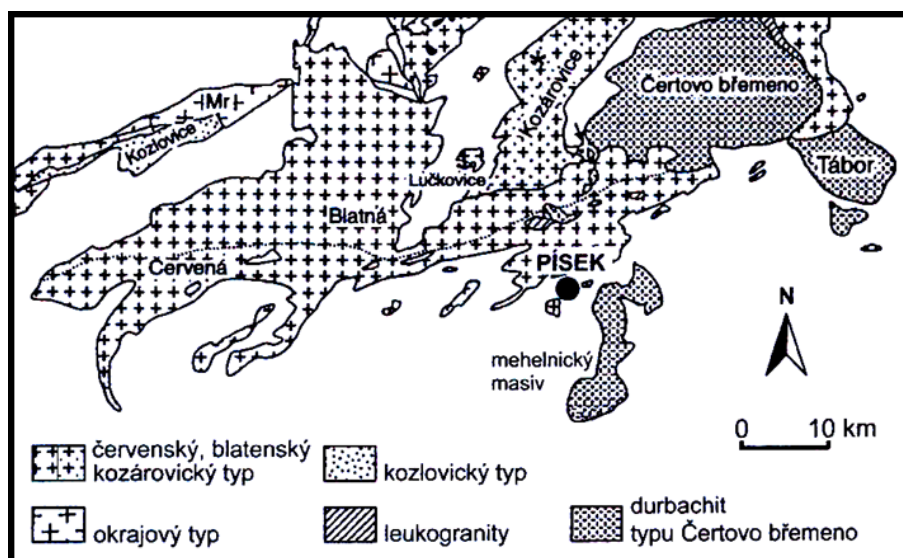 Mr
Kozlovice
Kozárovice
Čertovo břemeno
Lučkovice
Tábor
Blatná
Červená
PÍSEK
N
mehelnický
masiv
0 10 km
červenský, blatenský
kozárovický typ
kozlovický typ
durbachit
typu Čertovo břemeno
okrajový typ
leukogranity